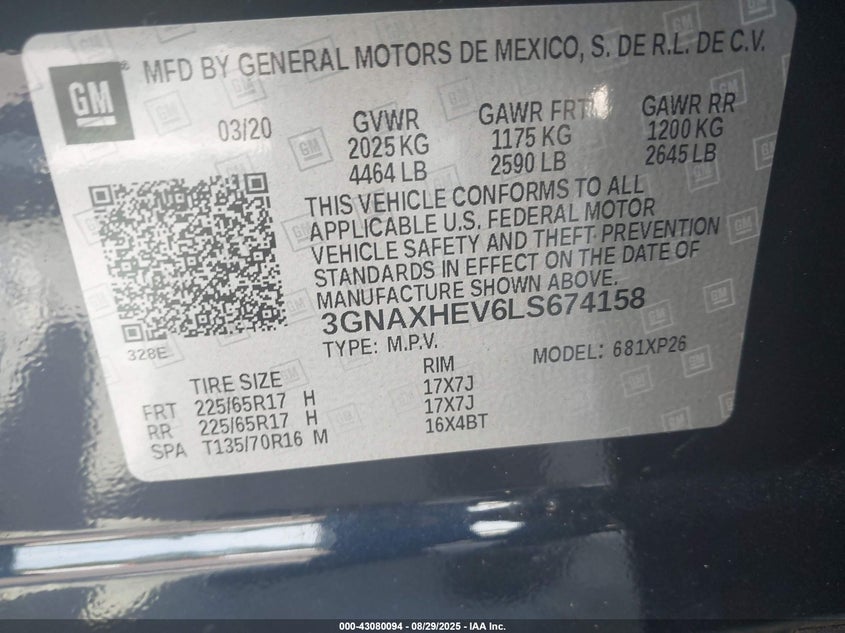 GM
MFD BY GENERAL MOTORS DE MEXICO, S. DE R.L. DE C.V.
03/20
GVWR GAWR FRT GAWR RR
2025 KG 1175 KG 1200 KG
4464 LB 2590 LB 2645 LB
THIS VEHICLE CONFORMS TO ALL
APPLICABLE U.S. FEDERAL MOTOR
VEHICLE SAFETY AND THEFT PREVENTION
STANDARDS IN EFFECT ON THE DATE OF
MANUFACTURE SHOWN ABOVE.
3GNAXHEV6LS674158
328E
TYPE: M.P.V. MODEL: 681XP26
TIRE SIZE RIM
FRT 225/65R17 H 17X7J
RR 225/65R17 H 17X7J
SPA T135/70R16 M 16X4BT
000-43080094 - 08/29/2025 - IAA Inc.